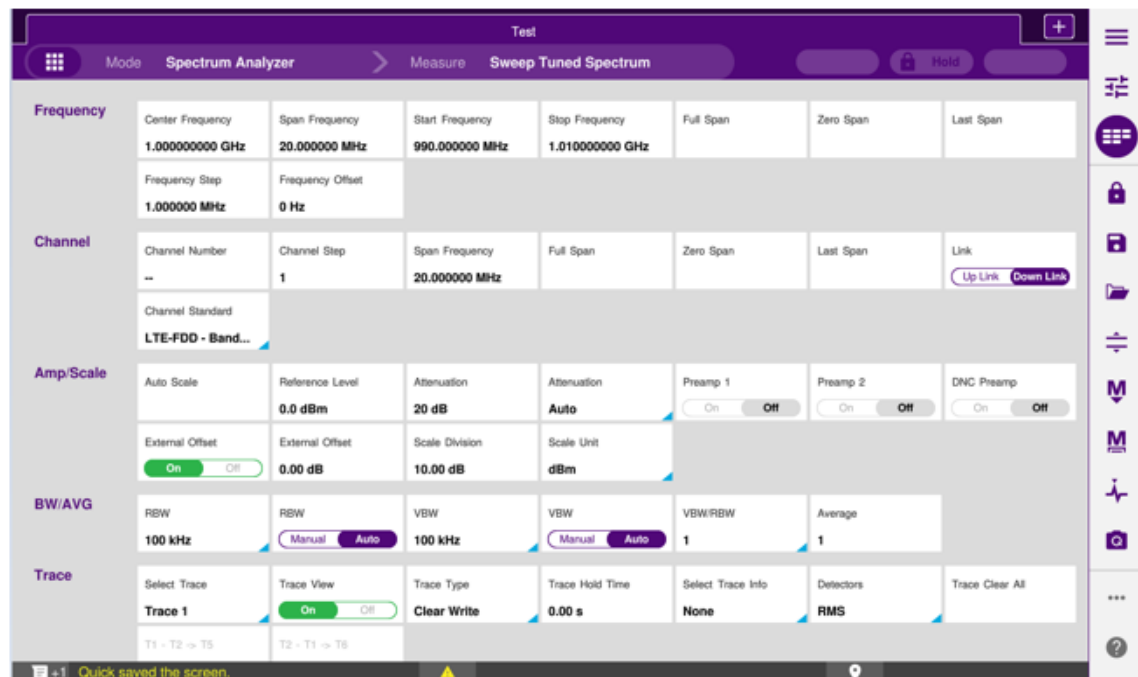 Test
+
Mode Spectrum Analyzer Measure Sweep Tuned Spectrum Hold
Frequency
Center Frequency Span Frequency Start Frequency Stop Frequency Full Span Zero Span Last Span
1.000000000 GHz 20.000000 MHz 990.000000 MHz 1.010000000 GHz
Frequency Step Frequency Offset
1.000000 MHz 0 Hz
Channel
Channel Number Channel Step Span Frequency Full Span Zero Span Last Span Link
-- 1 20.000000 MHz Up Link Down Link
Channel Standard
LTE-FDD - Band...
Amp/Scale
Auto Scale Reference Level Attenuation Attenuation Preamp 1 Preamp 2 DNC Preamp
0.0 dBm 20 dB Auto On Off On Off On Off
External Offset External Offset Scale Division Scale Unit
On Off 0.00 dB 10.00 dB dBm
BW/AVG
RBW RBW VBW VBW VBW/RBW Average
100 kHz Manual Auto 100 kHz Manual Auto 1 1
Trace
Select Trace Trace View Trace Type Trace Hold Time Select Trace Info Detectors Trace Clear All
Trace 1 On Off Clear Write 0.00 s None RMS
T1 - T2 -> T5 T2 - T1 -> T6
+1 Quick saved the screen.
M
M